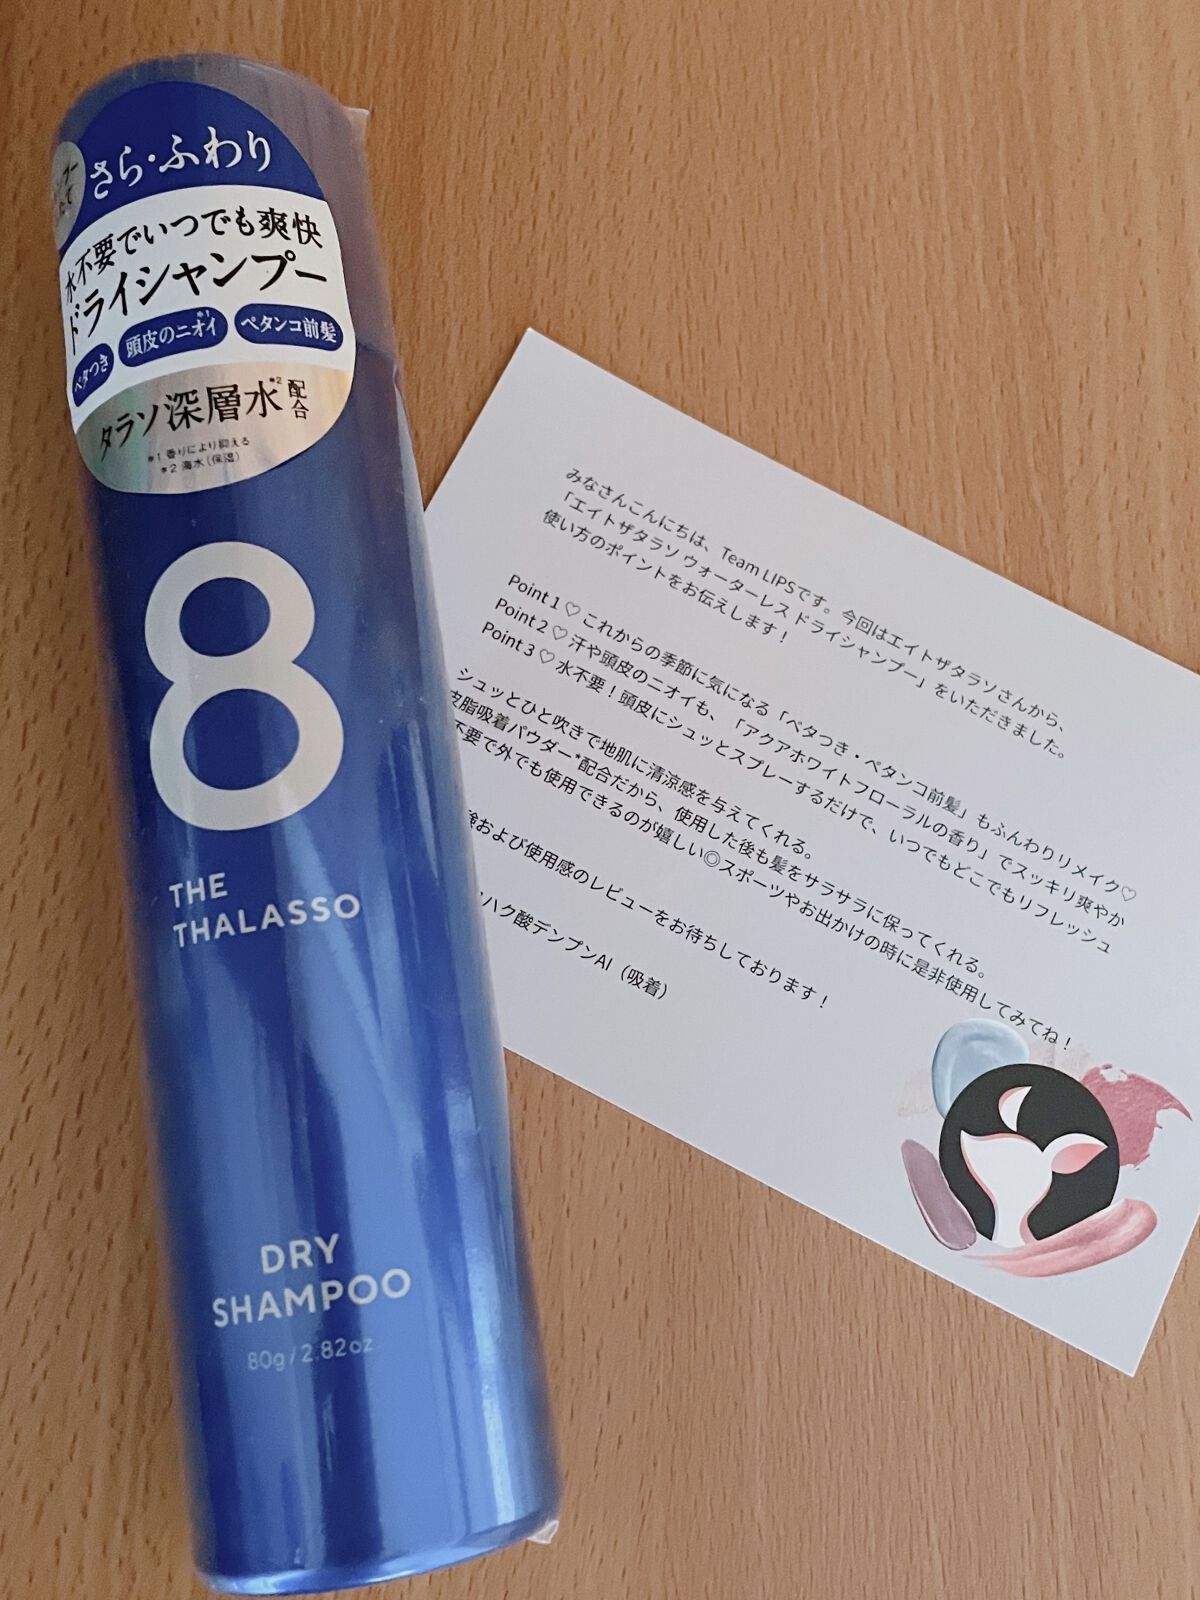 さら・ふわり
水不要でいつでも爽快
ドライシャンプー
ベタつき
頭皮のニオイ*1
ペタンコ前髪
タラソ深層水*2配合
*1 香りにより抑える
*2 海水(保湿)
8
THE
THALASSO
DRY
SHAMPOO
80g/2.82oz
みなさんこんにちは、Team LIPSです。今回はエイトザタラソさんから、
「エイトザタラソ ウォーターレス ドライシャンプー」をいただきました。
使い方のポイントをお伝えします！
Point 1 ♡ これからの季節に気になる「ベタつき・ペタンコ前髪」もふんわりリメイク♡
Point 2 ♡ 汗や頭皮のニオイも、「アクアホワイトフローラルの香り」でスッキリ爽やか
Point 3 ♡ 水不要！頭皮にシュッとスプレーするだけで、いつでもどこでもリフレッシュ
シュッとひと吹きで地肌に清涼感を与えてくれる。
皮脂吸着パウダー*配合だから、使用した後も髪をサラサラに保ってくれる。
不要で外でも使用できるのが嬉しい◎スポーツやお出かけの時に是非使用してみてね！
および使用感のレビューをお待ちしております！
ハク酸デンプンAl（吸着）